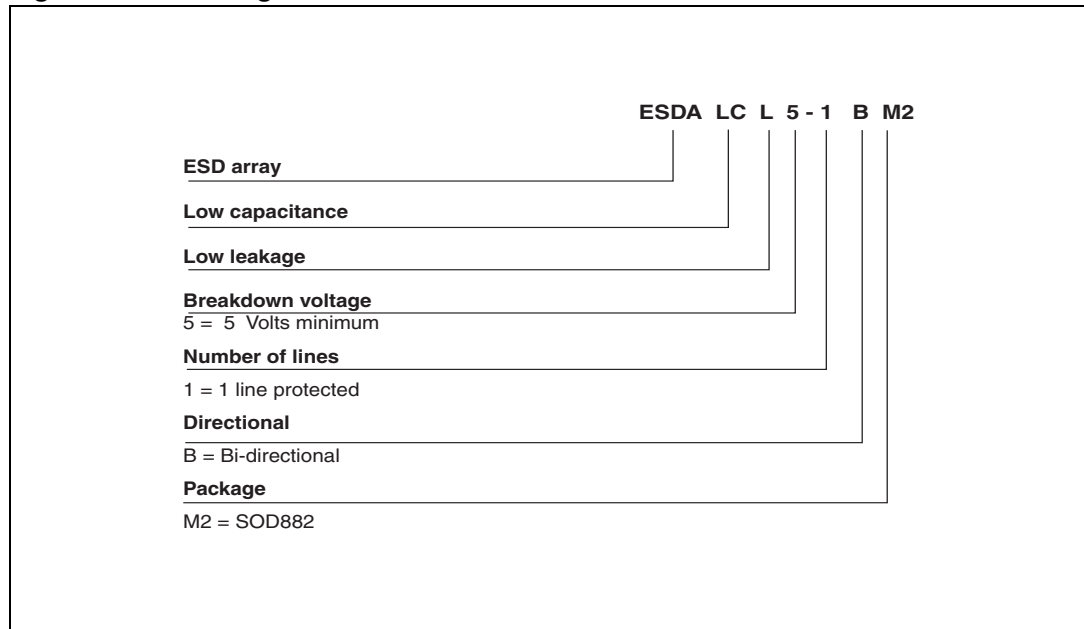 ESDA LC L 5 - 1 B M2
ESD array
Low capacitance
Low leakage
Breakdown voltage
5 = 5 Volts minimum
Number of lines
1 = 1 line protected
Directional
B = Bi-directional
Package
M2 = SOD882